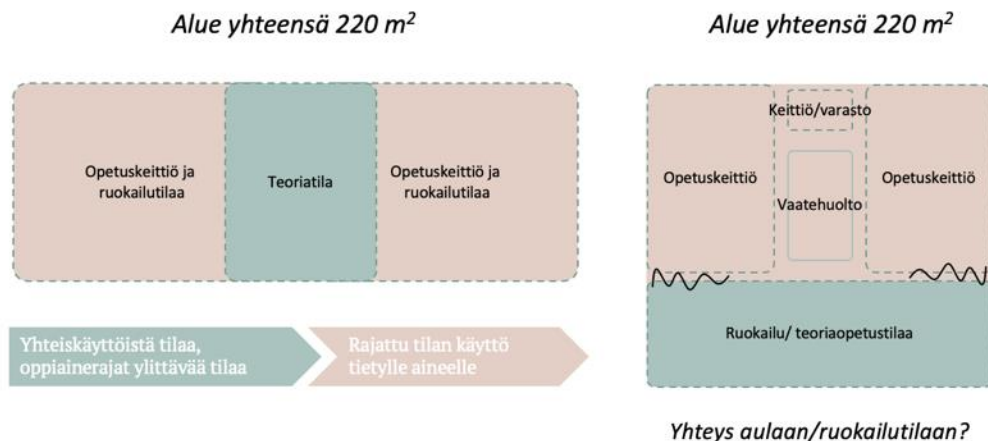 Alue yhteensä 220 m²
Opetuskeittiö ja
ruokailutilaa
Teoriatila
Opetuskeittiö ja
ruokailutilaa
Yhteiskäyttöistä tilaa,
oppiainerajat ylittävää tilaa
Rajattu tilan käyttö
tietylle aineelle
Alue yhteensä 220 m²
Keittiö/varasto
Opetuskeittiö
Vaatehuolto
Opetuskeittiö
Ruokailu/ teoriaopetustilaa
Yhteys aulaan/ruokailutilaan?